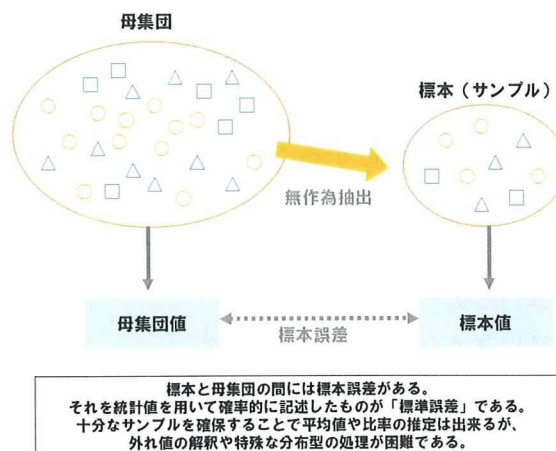 母集団
標本（サンプル）
無作為抽出
母集団値
標本誤差
標本値
標本と母集団の間には標本誤差がある。
それを統計値を用いて確率的に記述したものが「標準誤差」である。
十分なサンプルを確保することで平均値や比率の推定は出来るが、
外れ値の解釈や特殊な分布型の処理が困難である。